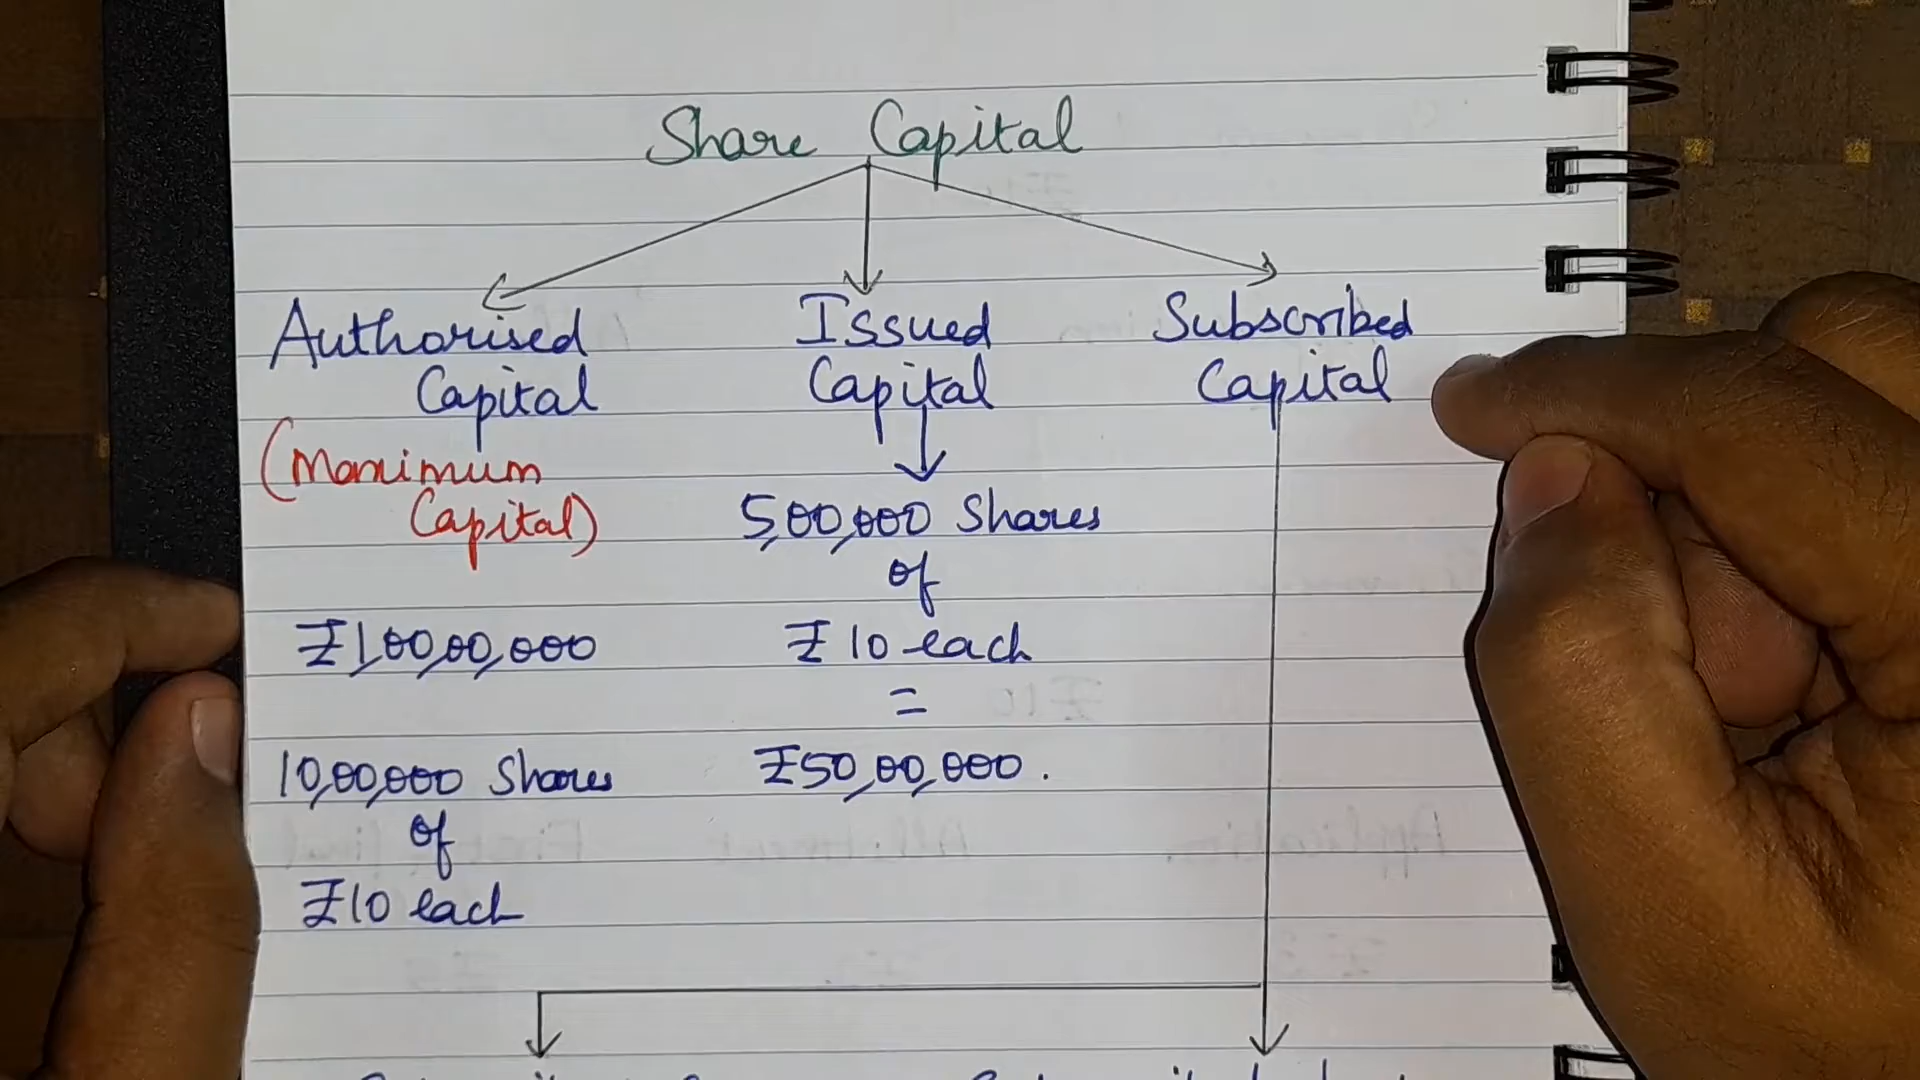 Share Capital
Authorised
Capital
(Maximum
Capital)
₹1,00,00,000
10,00,000 Shares
of
₹10 each
Issued
Capital
5,00,000 Shares
of
₹10 each
=
₹50,00,000.
Subscribed
Capital